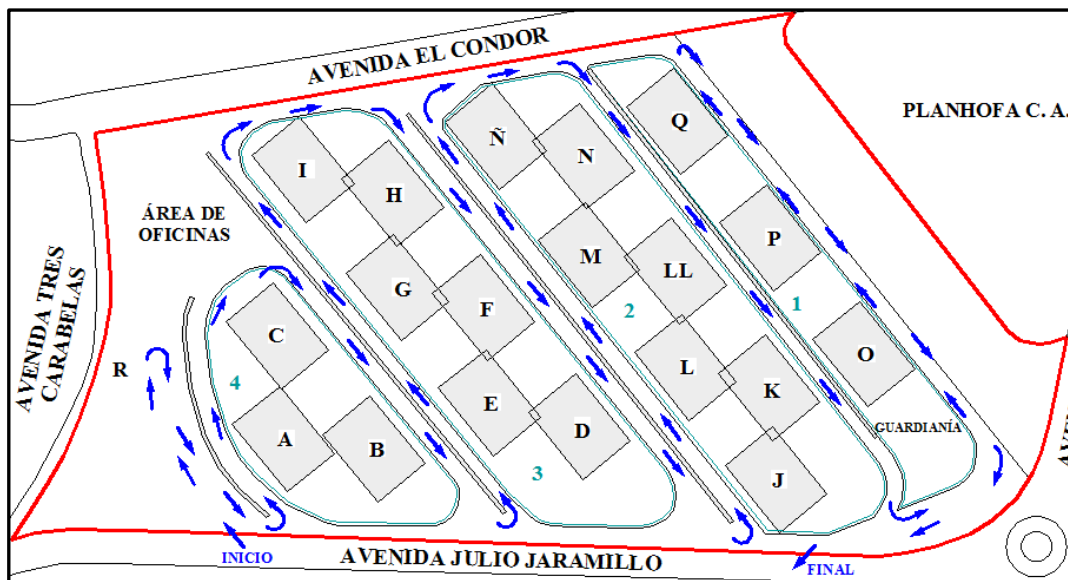 AVENIDA EL CONDOR
PLANHOFA C. A.
Q
Ñ
N
I
H
ÁREA DE
OFICINAS
P
M
LL
G
F
2
1
AVENIDA TRES
CARABELAS
R
C
4
L
K
O
E
D
GUARDIANÍA
A
B
3
J
INICIO
AVENIDA JULIO JARAMILLO
FINAL